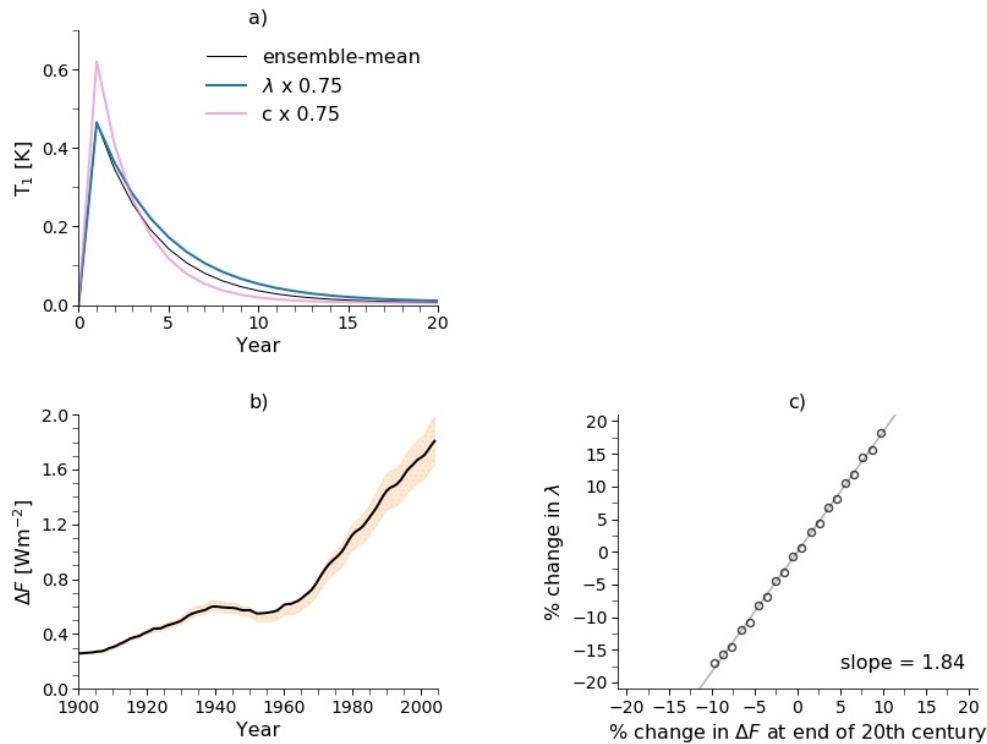 a)
ensemble-mean
λ x 0.75
c x 0.75
T₁ [K]
0.6
0.4
0.2
0.0
0 5 10 15 20
Year
b)
2.0
1.6
1.2
0.8
0.4
0.0
ΔF [Wm⁻²]
1900 1920 1940 1960 1980 2000
Year
c)
20
15
10
5
0
−5
−10
−15
−20
% change in λ
slope = 1.84
−20 −15 −10 −5 0 5 10 15 20
% change in ΔF at end of 20th century